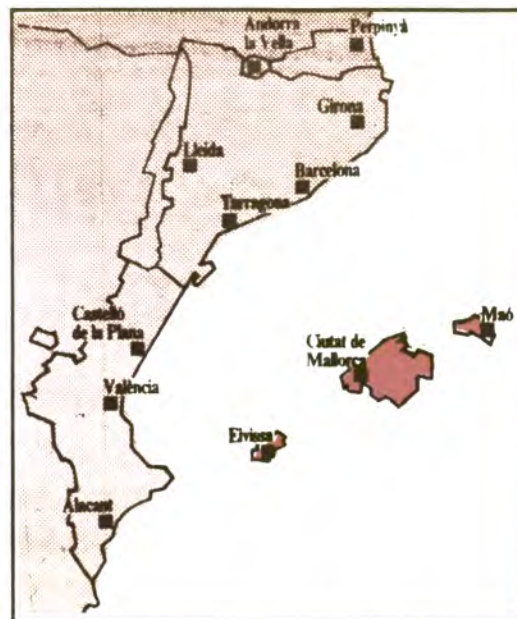 Andorra
la Vella
Perpinyà
Girona
Lleida
Barcelona
Tarragona
Castelló
de la Plana
Maó
Ciutat de
Mallorca
València
Eivissa
Alacant